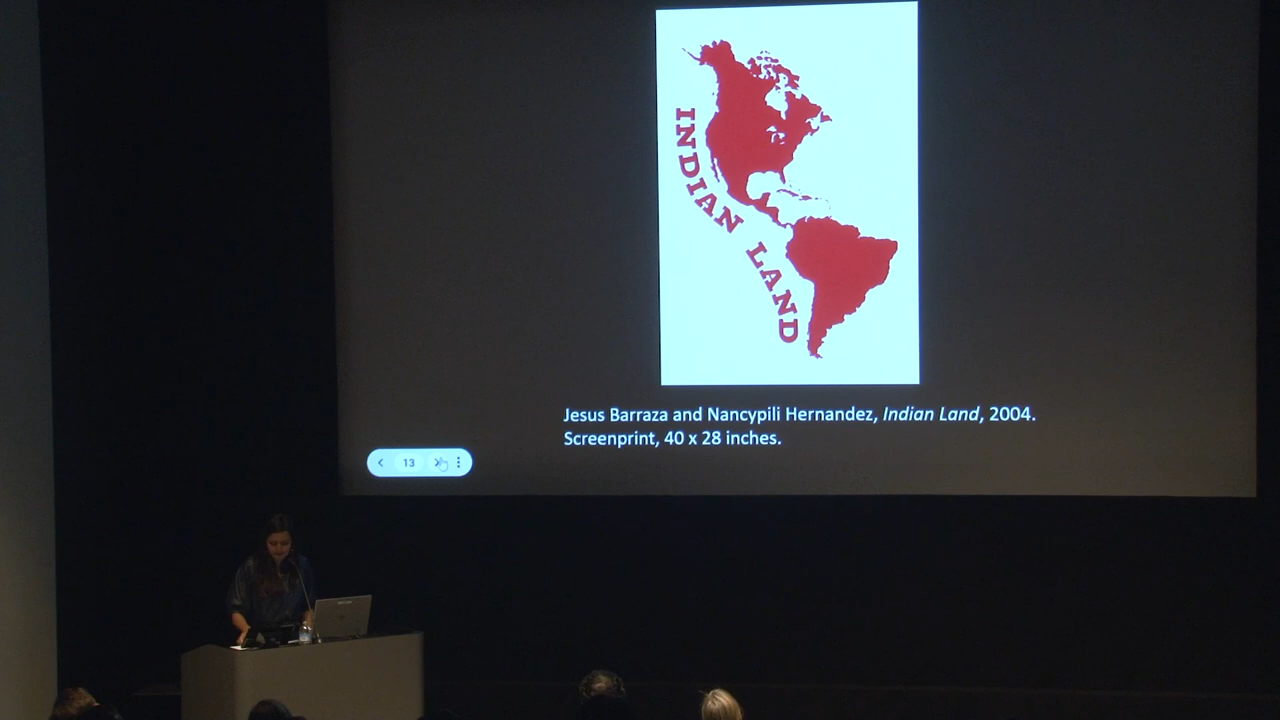 INDIAN LAND
Jesus Barraza and Nancypili Hernandez, Indian Land, 2004.
Screenprint, 40 x 28 inches.
13